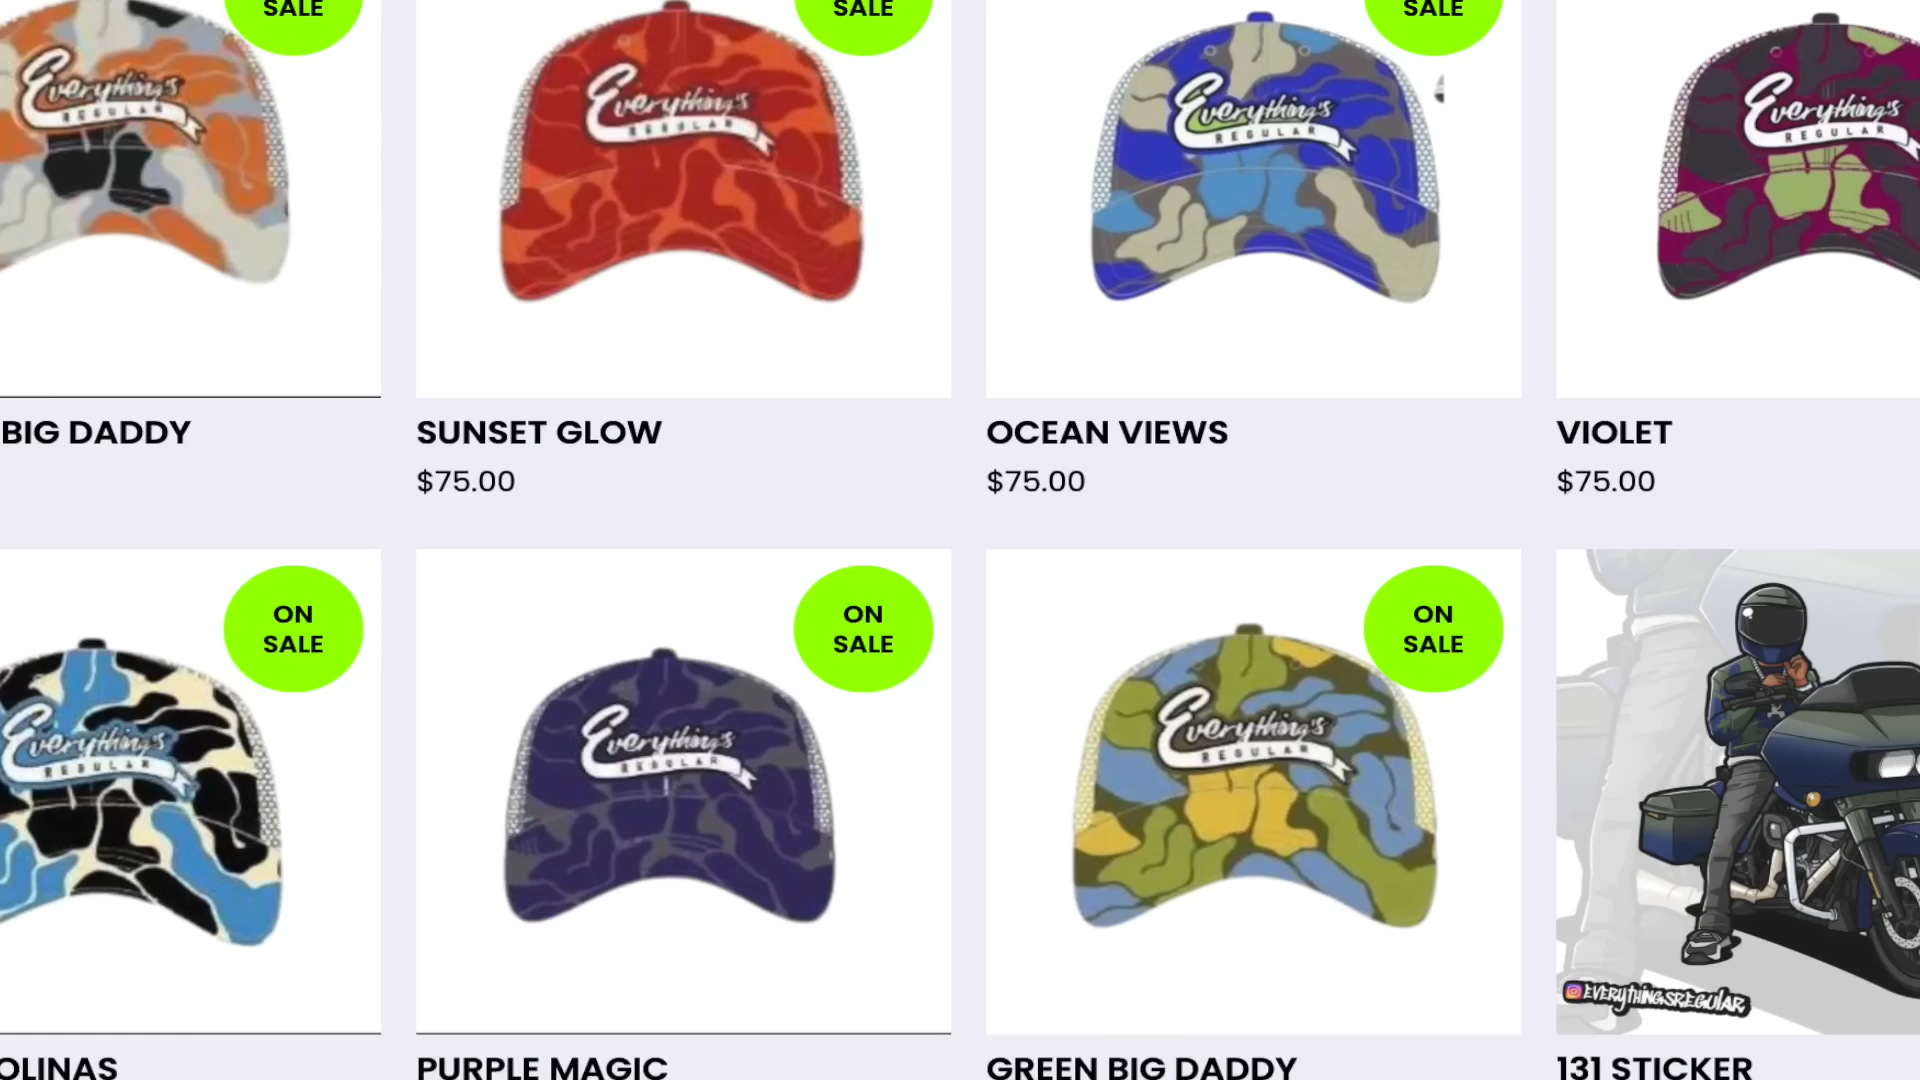 SALE
SALE
SALE
Everything's
REGULAR
Everything's
REGULAR
Everything's
REGULAR
Everything's
REGULAR
BIG DADDY
SUNSET GLOW
OCEAN VIEWS
VIOLET
$75.00
$75.00
$75.00
ON
SALE
ON
SALE
ON
SALE
Everything's
REGULAR
Everything's
REGULAR
Everything's
REGULAR
EVERYTHINGSREGULAR
OLINAS
PURPLE MAGIC
GREEN BIG DADDY
131 STICKER